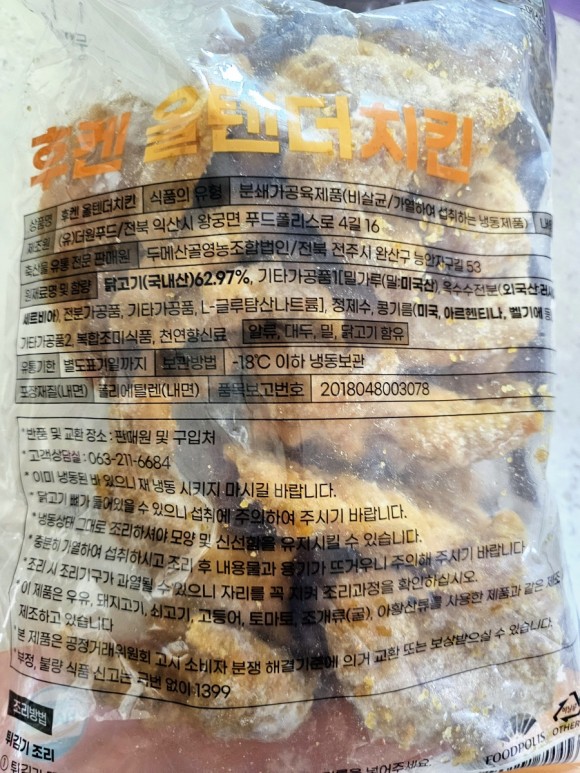 후켄 올텐더치킨
상품명 후켄 올텐더치킨 식품의 유형 분쇄가공육제품(비살균/가열하여 섭취하는 냉동제품)
제조원 (유)더원푸드/전북 익산시 왕궁면 푸드폴리스로 4길 16
축산물 유통 전문 판매원 두메산골영농조합법인/전북 전주시 완산구 능안자구길 53
원재료명 및 함량 닭고기(국내산)62.97%, 기타가공품1[밀가루(밀:미국산) 옥수수전분(외국산:러시
세르비아), 전분가공품, 기타가공품, L-글루탐산나트륨], 정제수, 콩기름(미국, 아르헨티나, 벨기에 등
기타가공품2, 복합조미식품, 천연향신료 알류, 대두, 밀, 닭고기 함유
유통기한 별도표기일까지 보관방법 -18℃ 이하 냉동보관
포장재질(내면) 폴리에틸렌(내면) 품목보고번호 2018048003078
*반품 및 교환 장소 : 판매원 및 구입처
*고객상담실 : 063-211-6684
*이미 냉동된 바 있으니 재 냉동 시키지 마시길 바랍니다.
*닭고기 뼈가 들어있을 수 있으니 섭취에 주의하여 주시기 바랍니다.
*냉동상태 그대로 조리하셔야 모양 및 신선함을 유지시킬 수 있습니다.
*충분히 가열하여 섭취하시고 조리 후 내용물과 용기가 뜨거우니 주의해 주시기 바랍니다
*조리 시 조리기구가 과열될 수 있으니 자리를 꼭 지켜 조리과정을 확인하십시오.
*이 제품은 우유, 돼지고기, 쇠고기, 고등어, 토마토, 조개류(굴), 아황산류를 사용한 제품과 같은 제조
제조하고 있습니다
*본 제품은 공정거래위원회 고시 소비자 분쟁 해결기준에 의거 교환 또는 보상받으실 수 있습니다.
*부정, 불량 식품 신고는 국번 없이 1399
조리방법
튀김기 조리
FOODPOLIS
OTHER